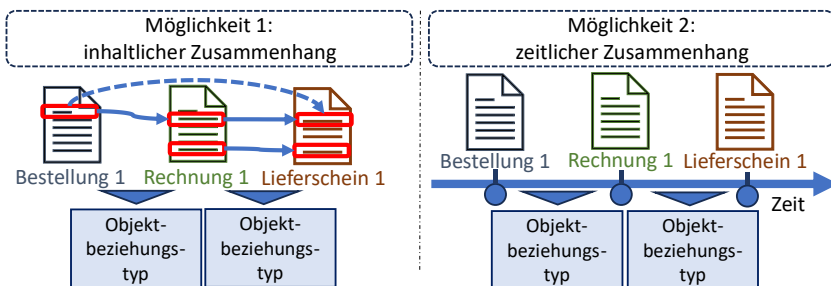 Möglichkeit 1:
inhaltlicher Zusammenhang
Bestellung 1
Rechnung 1
Lieferschein 1
Objekt-
beziehungs-
typ
Objekt-
beziehungs-
typ
Möglichkeit 2:
zeitlicher Zusammenhang
Bestellung 1
Rechnung 1
Lieferschein 1
Zeit
Objekt-
beziehungs-
typ
Objekt-
beziehungs-
typ